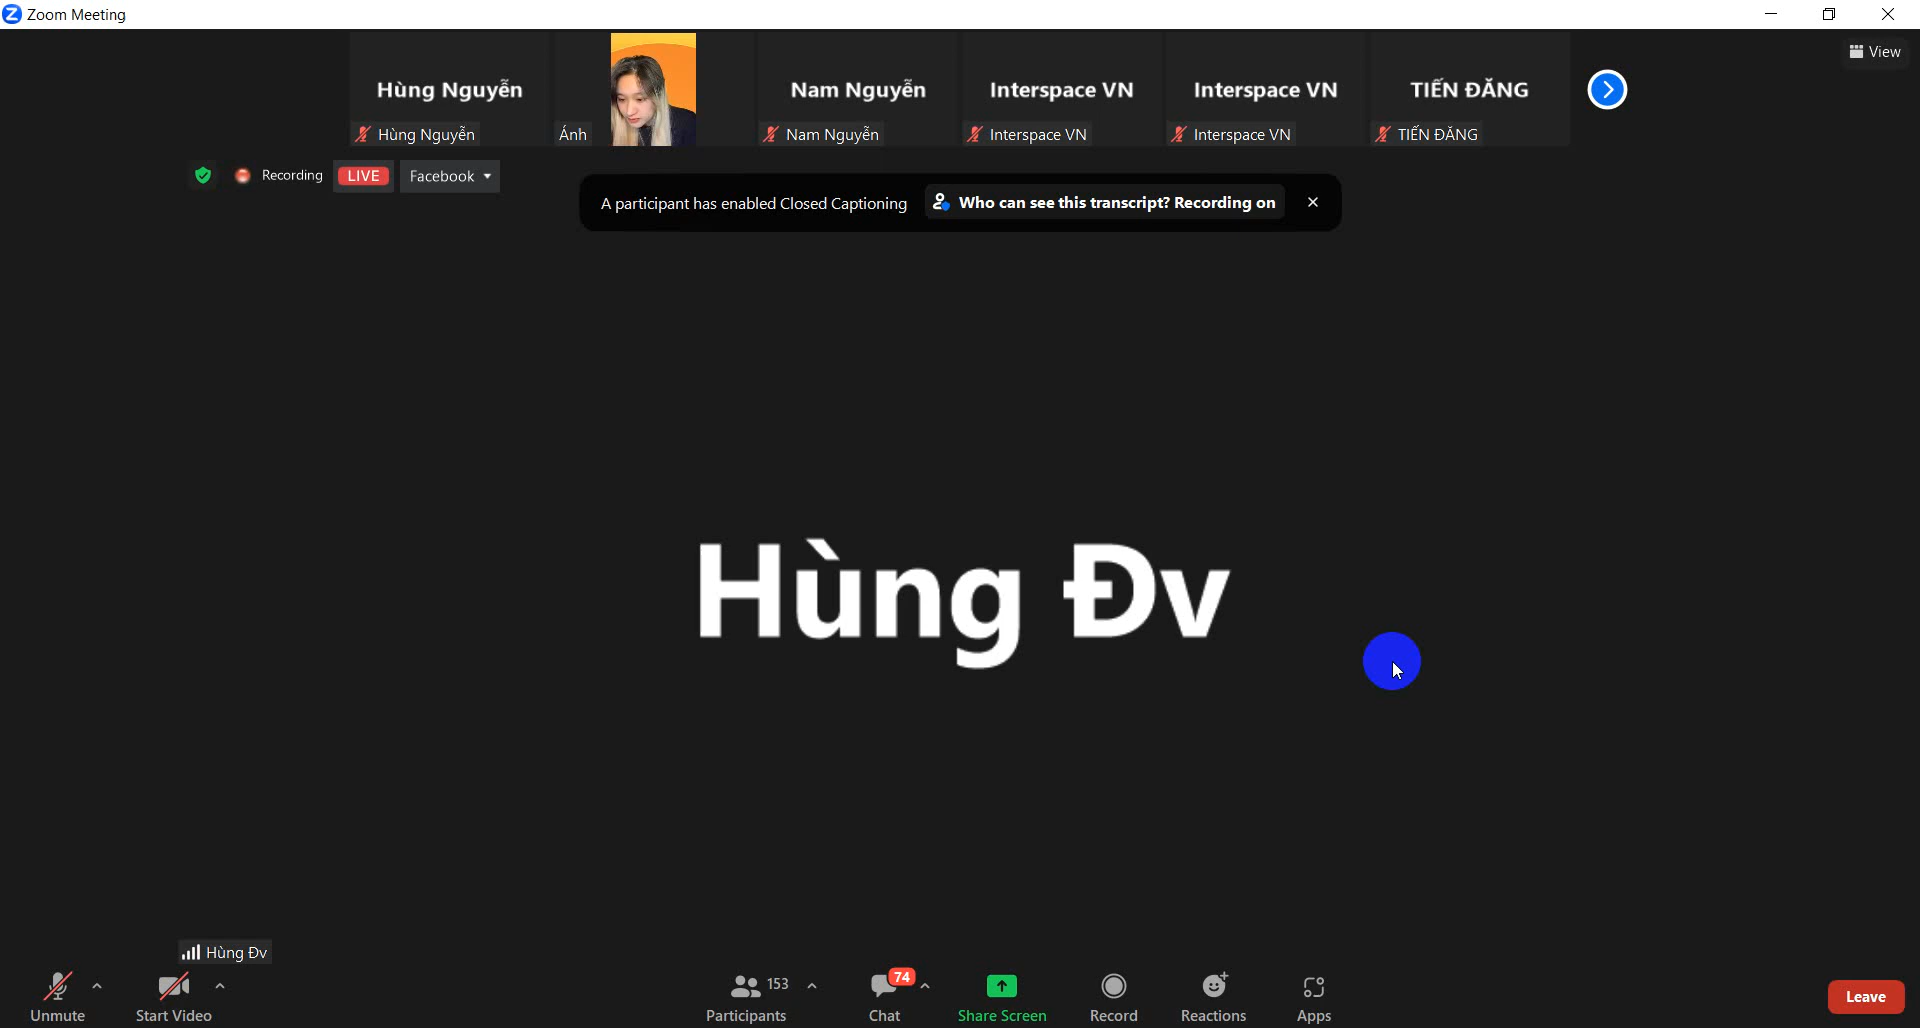 Zoom Meeting
View
Hùng Nguyễn
Nam Nguyễn
Interspace VN
Interspace VN
TIẾN ĐĂNG
Hùng Nguyễn
Ánh
Nam Nguyễn
Interspace VN
Interspace VN
TIẾN ĐĂNG
Recording
LIVE
Facebook
A participant has enabled Closed Captioning
Who can see this transcript? Recording on
Hùng Đv
Hùng Đv
153
74
Unmute
Start Video
Participants
Chat
Share Screen
Record
Reactions
Apps
Leave